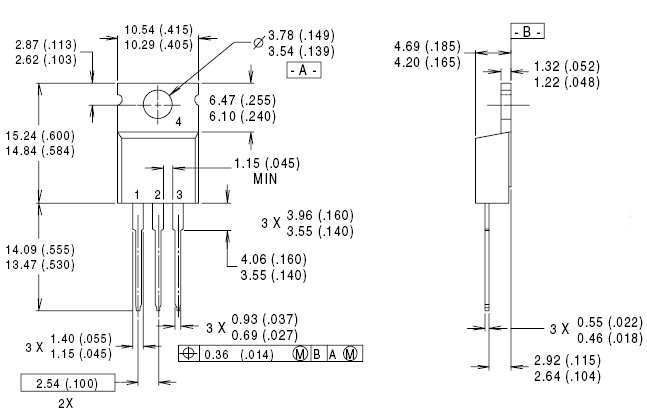 10.54 (.415)
10.29 (.405)
2.87 (.113)
2.62 (.103)
3.78 (.149)
3.54 (.139)
- A -
4.69 (.185)
4.20 (.165)
- B -
1.32 (.052)
1.22 (.048)
6.47 (.255)
6.10 (.240)
4
15.24 (.600)
14.84 (.584)
1.15 (.045)
MIN
1 2 3
3 X 3.96 (.160)
3.55 (.140)
14.09 (.555)
13.47 (.530)
4.06 (.160)
3.55 (.140)
3 X 0.93 (.037)
0.69 (.027)
3 X 1.40 (.055)
1.15 (.045)
⌖ 0.36 (.014) Ⓜ B A Ⓜ
3 X 0.55 (.022)
0.46 (.018)
2.92 (.115)
2.64 (.104)
2.54 (.100)
2X